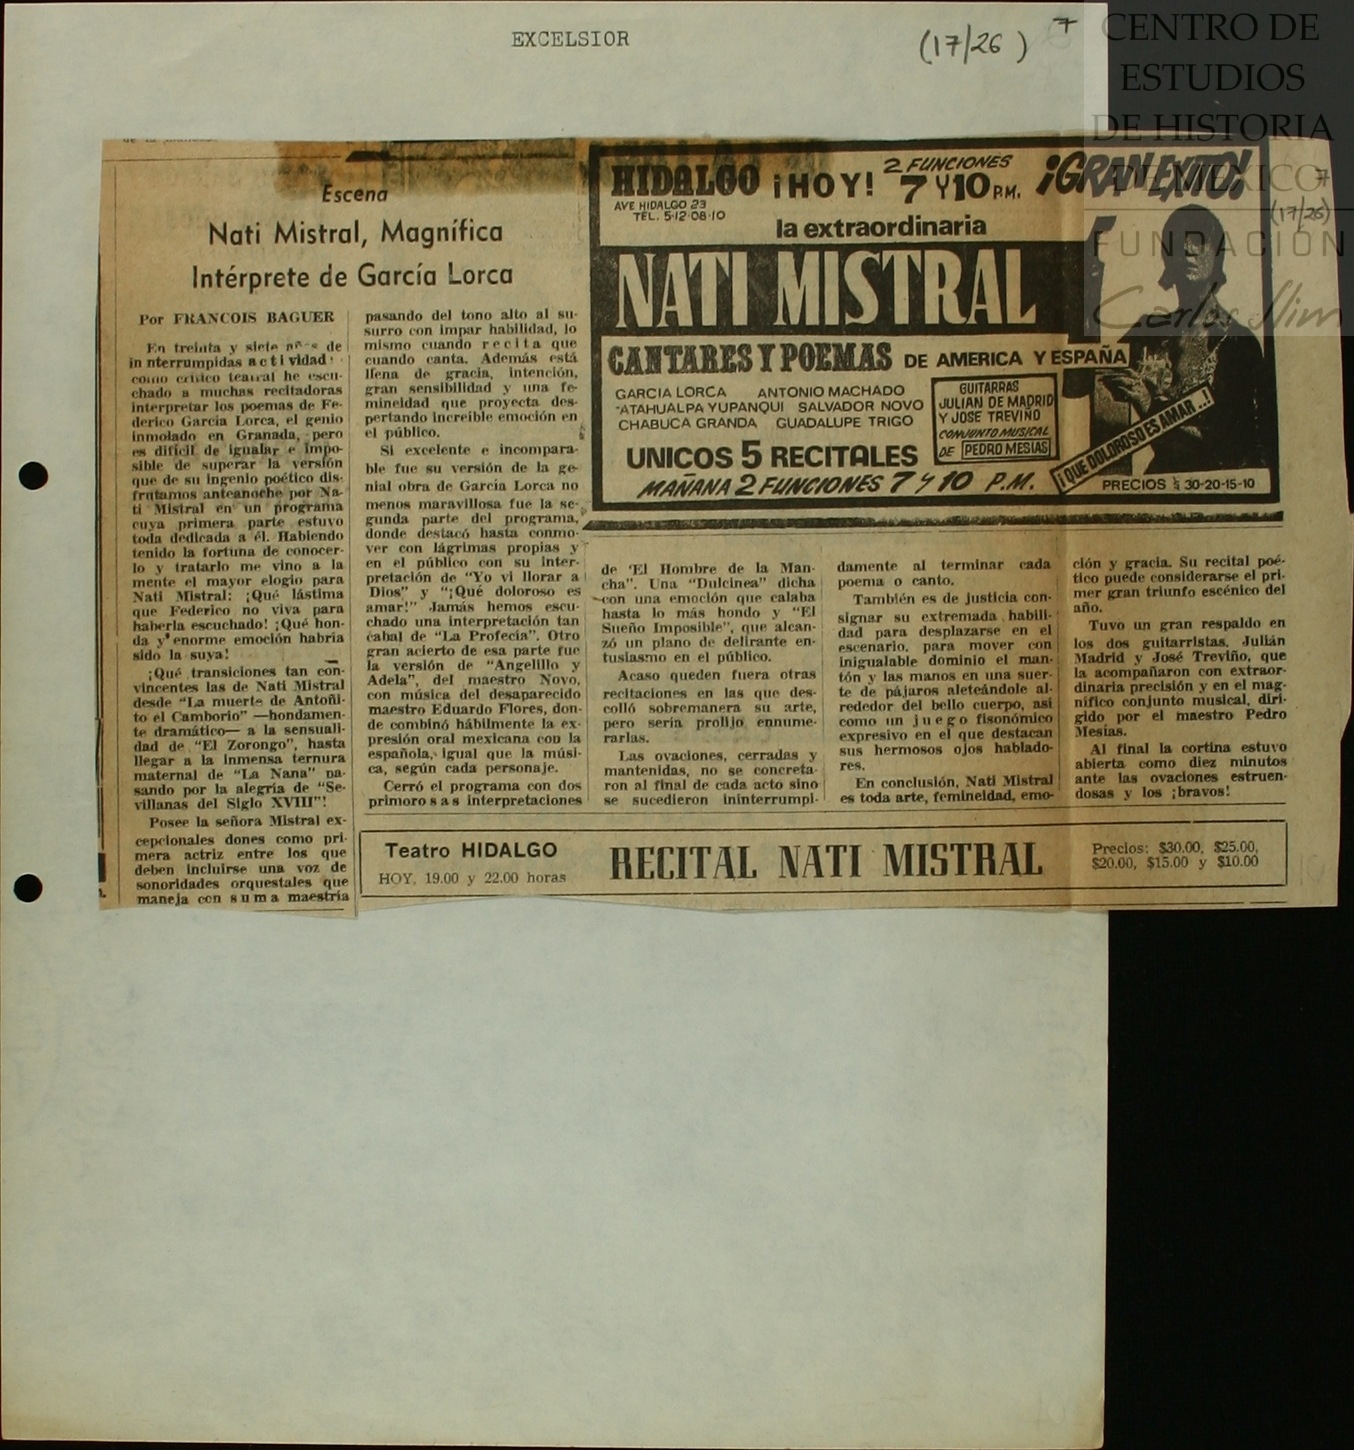 EXCELSIOR
(17/26) 7
CENTRO DE
ESTUDIOS
DE HISTORIA
DE MEXICO
7
(17/26)
FUNDACIÓN
Carlos Slim
Escena
Nati Mistral, Magnífica
Intérprete de García Lorca
Por FRANCOIS BAGUER
En treinta y siete años de
in nterrumpidas actividad
como crítico teatral he escu-
chado a muchas recitadoras
interpretar los poemas de Fe-
derico García Lorca, el genio
inmolado en Granada, pero
es difícil de igualar e impo-
sible de superar la versión
que de su ingenio poético dis-
frutamos anteanoche por Na-
ti Mistral en un programa
cuya primera parte estuvo
toda dedicada a él. Habiendo
tenido la fortuna de conocer-
lo y tratarlo me vino a la
mente el mayor elogio para
Nati Mistral: ¡Qué lástima
que Federico no viva para
haberla escuchado! ¡Qué hon-
da y enorme emoción habría
sido la suya!
¡Qué transiciones tan con-
vincentes las de Nati Mistral
desde "La muerte de Antoñi-
to el Camborio" —hondamen-
te dramático— a la sensuali-
dad de "El Zorongo", hasta
llegar a la inmensa ternura
maternal de "La Nana" pa-
sando por la alegría de "Se-
villanas del Siglo XVIII"!
Posee la señora Mistral ex-
cepcionales dones como pri-
mera actriz entre los que
deben incluirse una voz de
sonoridades orquestales que
maneja con suma maestría
pasando del tono alto al su-
surro con impar habilidad, lo
mismo cuando recita que
cuando canta. Además está
llena de gracia, intención,
gran sensibilidad y una fe-
mineidad que proyecta des-
pertando increíble emoción en
el público.
Si excelente e incompara-
ble fue su versión de la ge-
nial obra de García Lorca no
menos maravillosa fue la se-
gunda parte del programa,
donde destacó hasta conmo-
ver con lágrimas propias y
en el público con su inter-
pretación de "Yo vi llorar a
Dios" y "¡Qué doloroso es
amar!" Jamás hemos escu-
chado una interpretación tan
cabal de "La Profecía". Otro
gran acierto de esa parte fue
la versión de "Angelillo y
Adela", del maestro Novo,
con música del desaparecido
maestro Eduardo Flores, don-
de combinó hábilmente la ex-
presión oral mexicana con la
española, igual que la músi-
ca, según cada personaje.
Cerró el programa con dos
primorosas interpretaciones
HIDALGO
AVE HIDALGO 23
TEL. 5-12-08-10
¡HOY!
2 FUNCIONES
7 Y 10 P.M.
¡GRAN EXITO!
la extraordinaria
NATI MISTRAL
CANTARES Y POEMAS DE AMERICA Y ESPAÑA
GARCIA LORCA ANTONIO MACHADO
ATAHUALPA YUPANQUI SALVADOR NOVO
CHABUCA GRANDA GUADALUPE TRIGO
GUITARRAS
JULIAN DE MADRID
Y JOSE TREVIÑO
CONJUNTO MUSICAL
DE PEDRO MESIAS
UNICOS 5 RECITALES
MAÑANA 2 FUNCIONES 7 y 10 P.M.
¡QUE DOLOROSO ES AMAR..!
PRECIOS $ 30-20-15-10
de 'El Hombre de la Man-
cha". Una "Dulcinea" dicha
con una emoción que calaba
hasta lo más hondo y "El
Sueño Imposible", que alcan-
zó un plano de delirante en-
tusiasmo en el público.
Acaso queden fuera otras
recitaciones en las que des-
colló sobremanera su arte,
pero sería prolijo ennume-
rarlas.
Las ovaciones, cerradas y
mantenidas, no se concreta-
ron al final de cada acto sino
se sucedieron ininterrumpi-
damente al terminar cada
poema o canto.
También es de justicia con-
signar su extremada habili-
dad para desplazarse en el
escenario, para mover con
inigualable dominio el man-
tón y las manos en una suer-
te de pájaros aleteándole al-
rededor del bello cuerpo, así
como un juego fisonómico
expresivo en el que destacan
sus hermosos ojos hablado-
res.
En conclusión, Nati Mistral
es toda arte, femineidad, emo-
ción y gracia. Su recital poé-
tico puede considerarse el pri-
mer gran triunfo escénico del
año.
Tuvo un gran respaldo en
los dos guitarristas, Julián
Madrid y José Treviño, que
la acompañaron con extraor-
dinaria precisión y en el mag-
nífico conjunto musical, diri-
gido por el maestro Pedro
Mesías.
Al final la cortina estuvo
abierta como diez minutos
ante las ovaciones estruen-
dosas y los ¡bravos!
Teatro HIDALGO
HOY, 19.00 y 22.00 horas
RECITAL NATI MISTRAL
Precios: $30.00, $25.00,
$20.00, $15.00 y $10.00